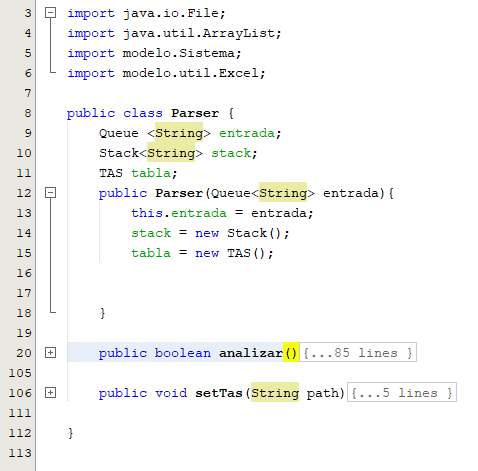 3 import java.io.File;
4 import java.util.ArrayList;
5 import modelo.Sistema;
6 import modelo.util.Excel;
7
8 public class Parser {
9 Queue <String> entrada;
10 Stack<String> stack;
11 TAS tabla;
12 public Parser(Queue<String> entrada){
13 this.entrada = entrada;
14 stack = new Stack();
15 tabla = new TAS();
16
17
18 }
19
20 public boolean analizar() {...85 lines }
105
106 public void setTas(String path) {...5 lines }
111
112 }
113